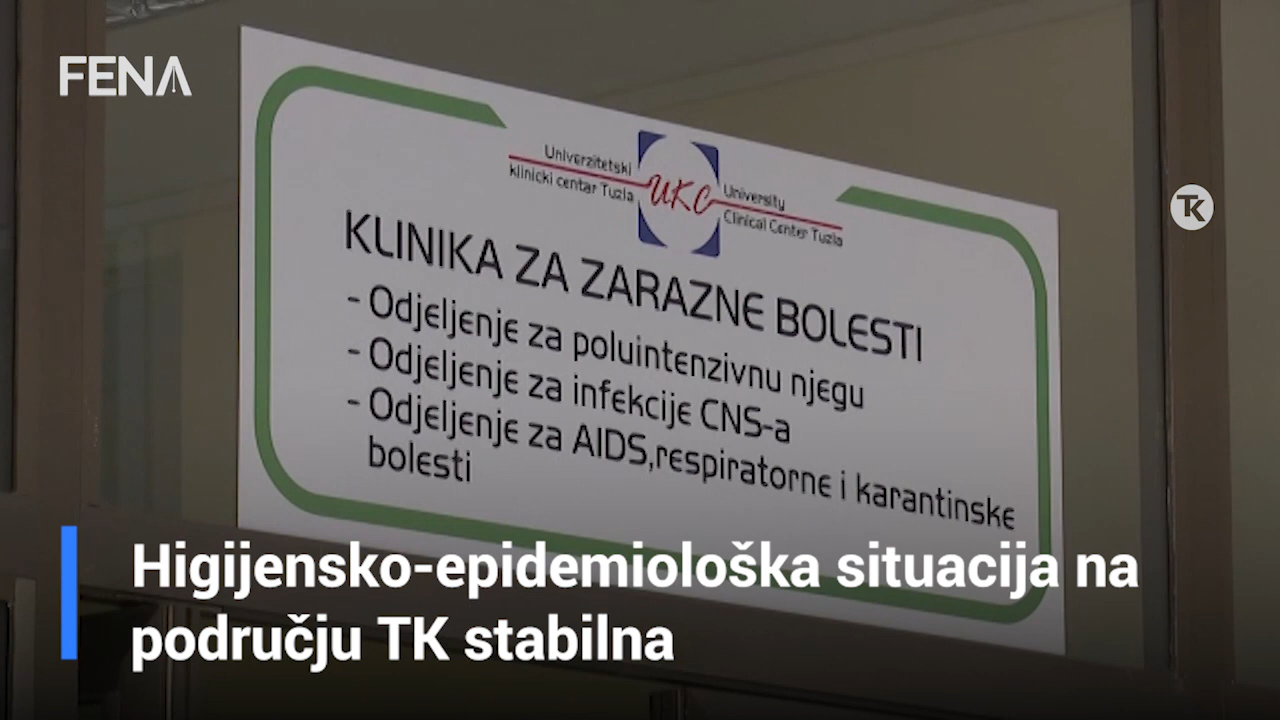 FENA
Univerzitetski
klinicki centar Tuzla
UKC
University
Clinical Center Tuzla
TK
KLINIKA ZA ZARAZNE BOLESTI
- Odjeljenje za poluintenzivnu njegu
- Odjeljenje za infekcije CNS-a
- Odjeljenje za AIDS,respiratorne i karantinske
bolesti
Higijensko-epidemiološka situacija na
području TK stabilna